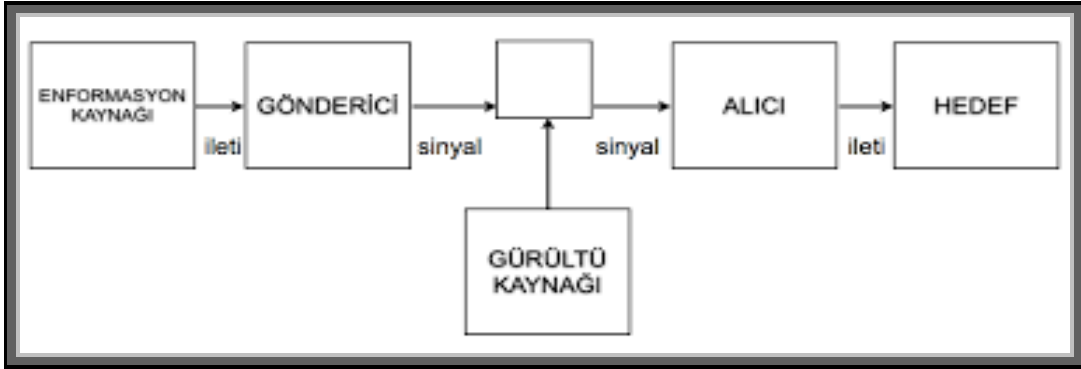 ENFORMASYON
KAYNAĞI
ileti
GÖNDERİCİ
sinyal
sinyal
ALICI
ileti
HEDEF
GÜRÜLTÜ
KAYNAĞI